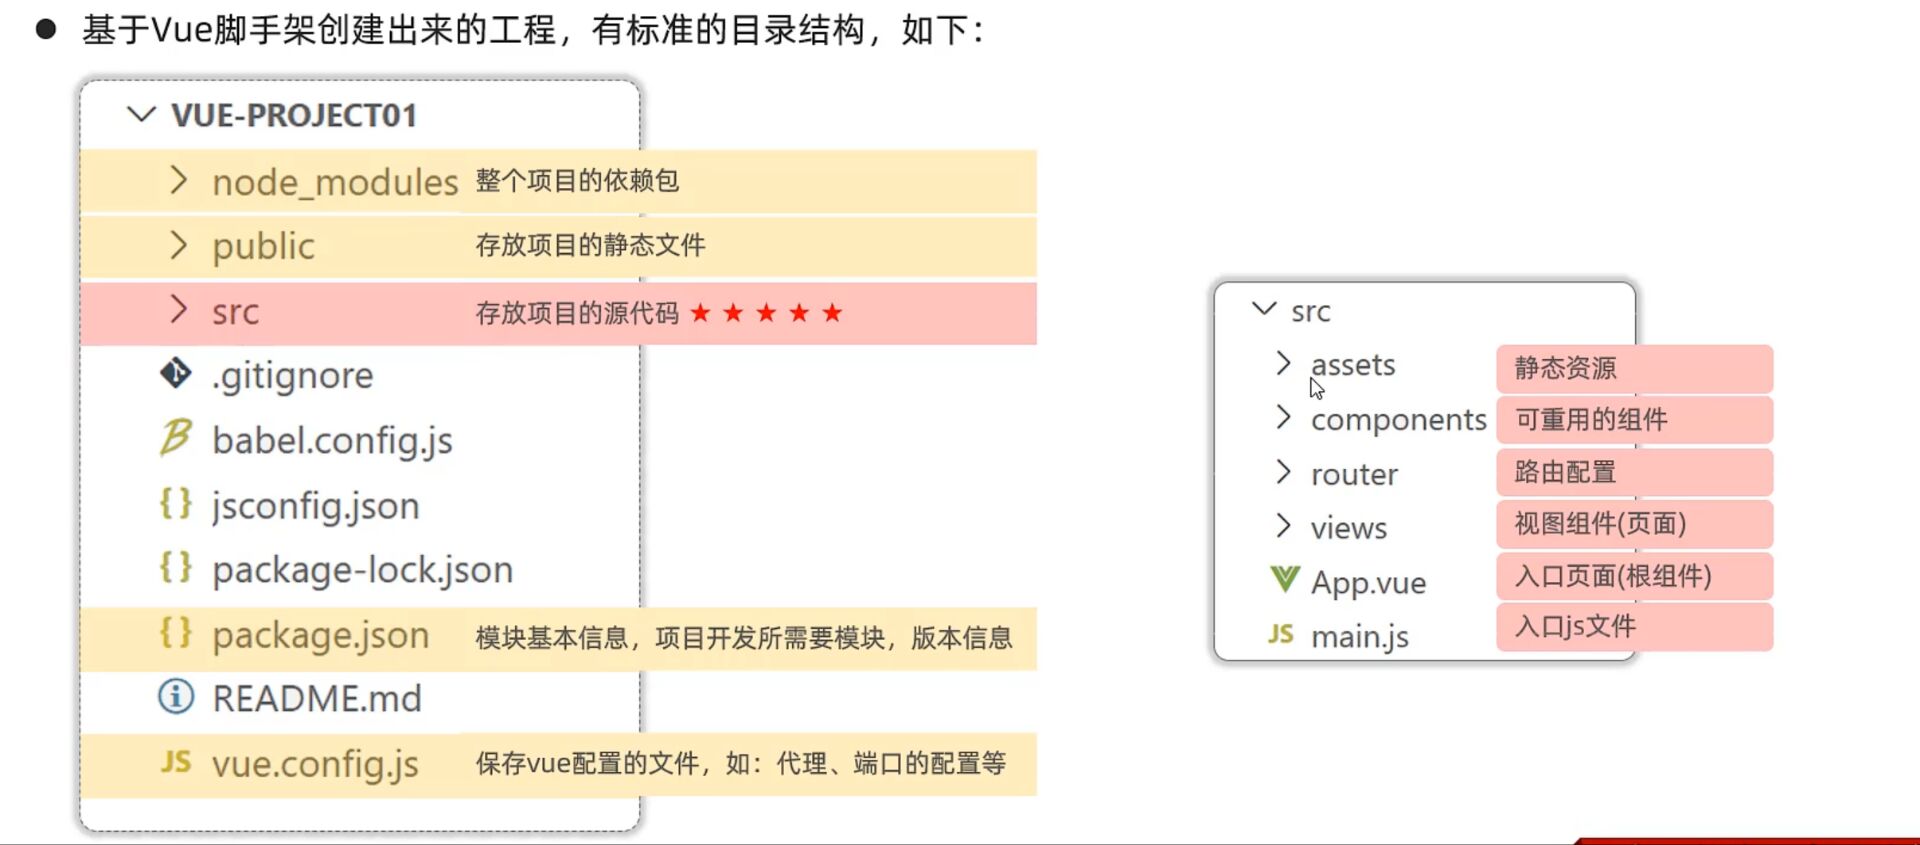 ● 基于Vue脚手架创建出来的工程，有标准的目录结构，如下：
VUE-PROJECT01
node_modules 整个项目的依赖包
public 存放项目的静态文件
src 存放项目的源代码 ★ ★ ★ ★ ★
.gitignore
babel.config.js
{} jsconfig.json
{} package-lock.json
{} package.json 模块基本信息，项目开发所需要模块，版本信息
README.md
JS vue.config.js 保存vue配置的文件，如：代理、端口的配置等
src
assets 静态资源
components 可重用的组件
router 路由配置
views 视图组件(页面)
App.vue 入口页面(根组件)
JS main.js 入口js文件